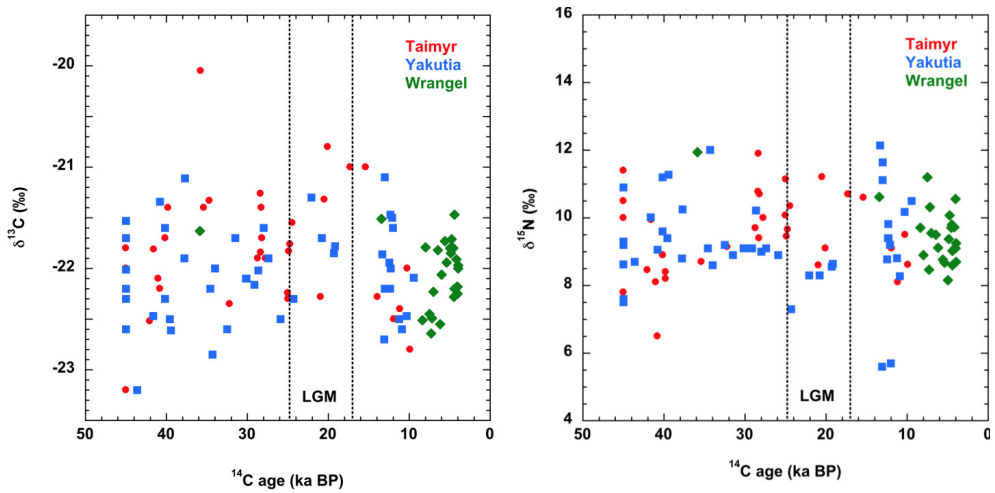 -20
-21
-22
-23
δ¹³C (‰)
Taimyr
Yakutia
Wrangel
LGM
50 40 30 20 10 0
¹⁴C age (ka BP)
16
14
12
10
8
6
4
δ¹⁵N (‰)
Taimyr
Yakutia
Wrangel
LGM
50 40 30 20 10 0
¹⁴C age (ka BP)